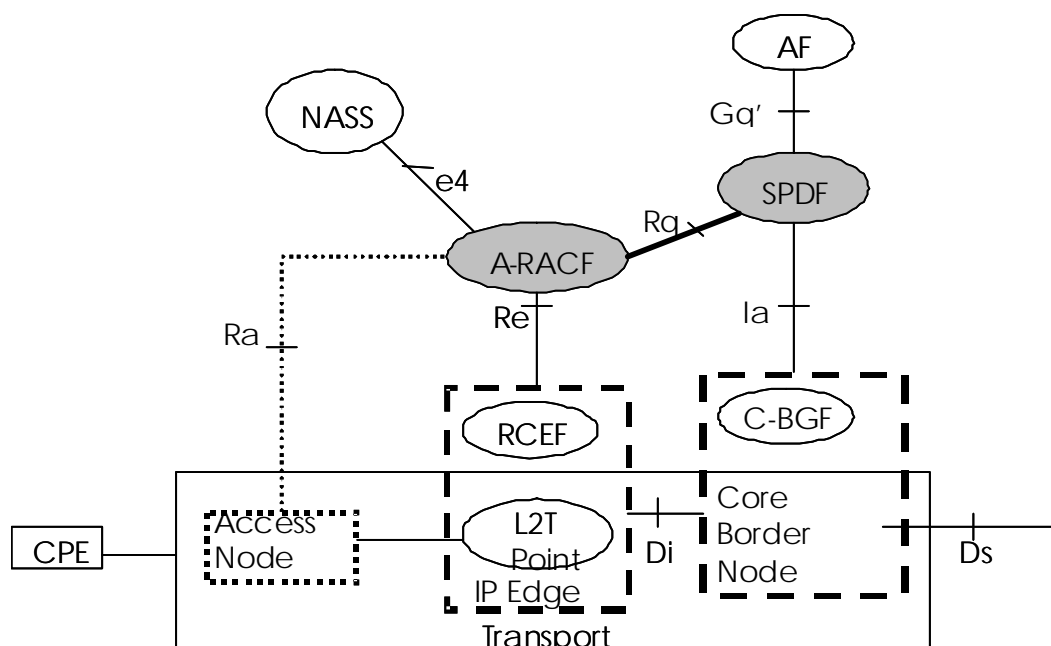 AF
NASS
Gq’
e4
SPDF
Rq
A-RACF
Re
Ia
Ra
C-BGF
RCEF
Core
Border
Node
Access
Node
L2T
Point
IP Edge
CPE
Di
Ds
Transport